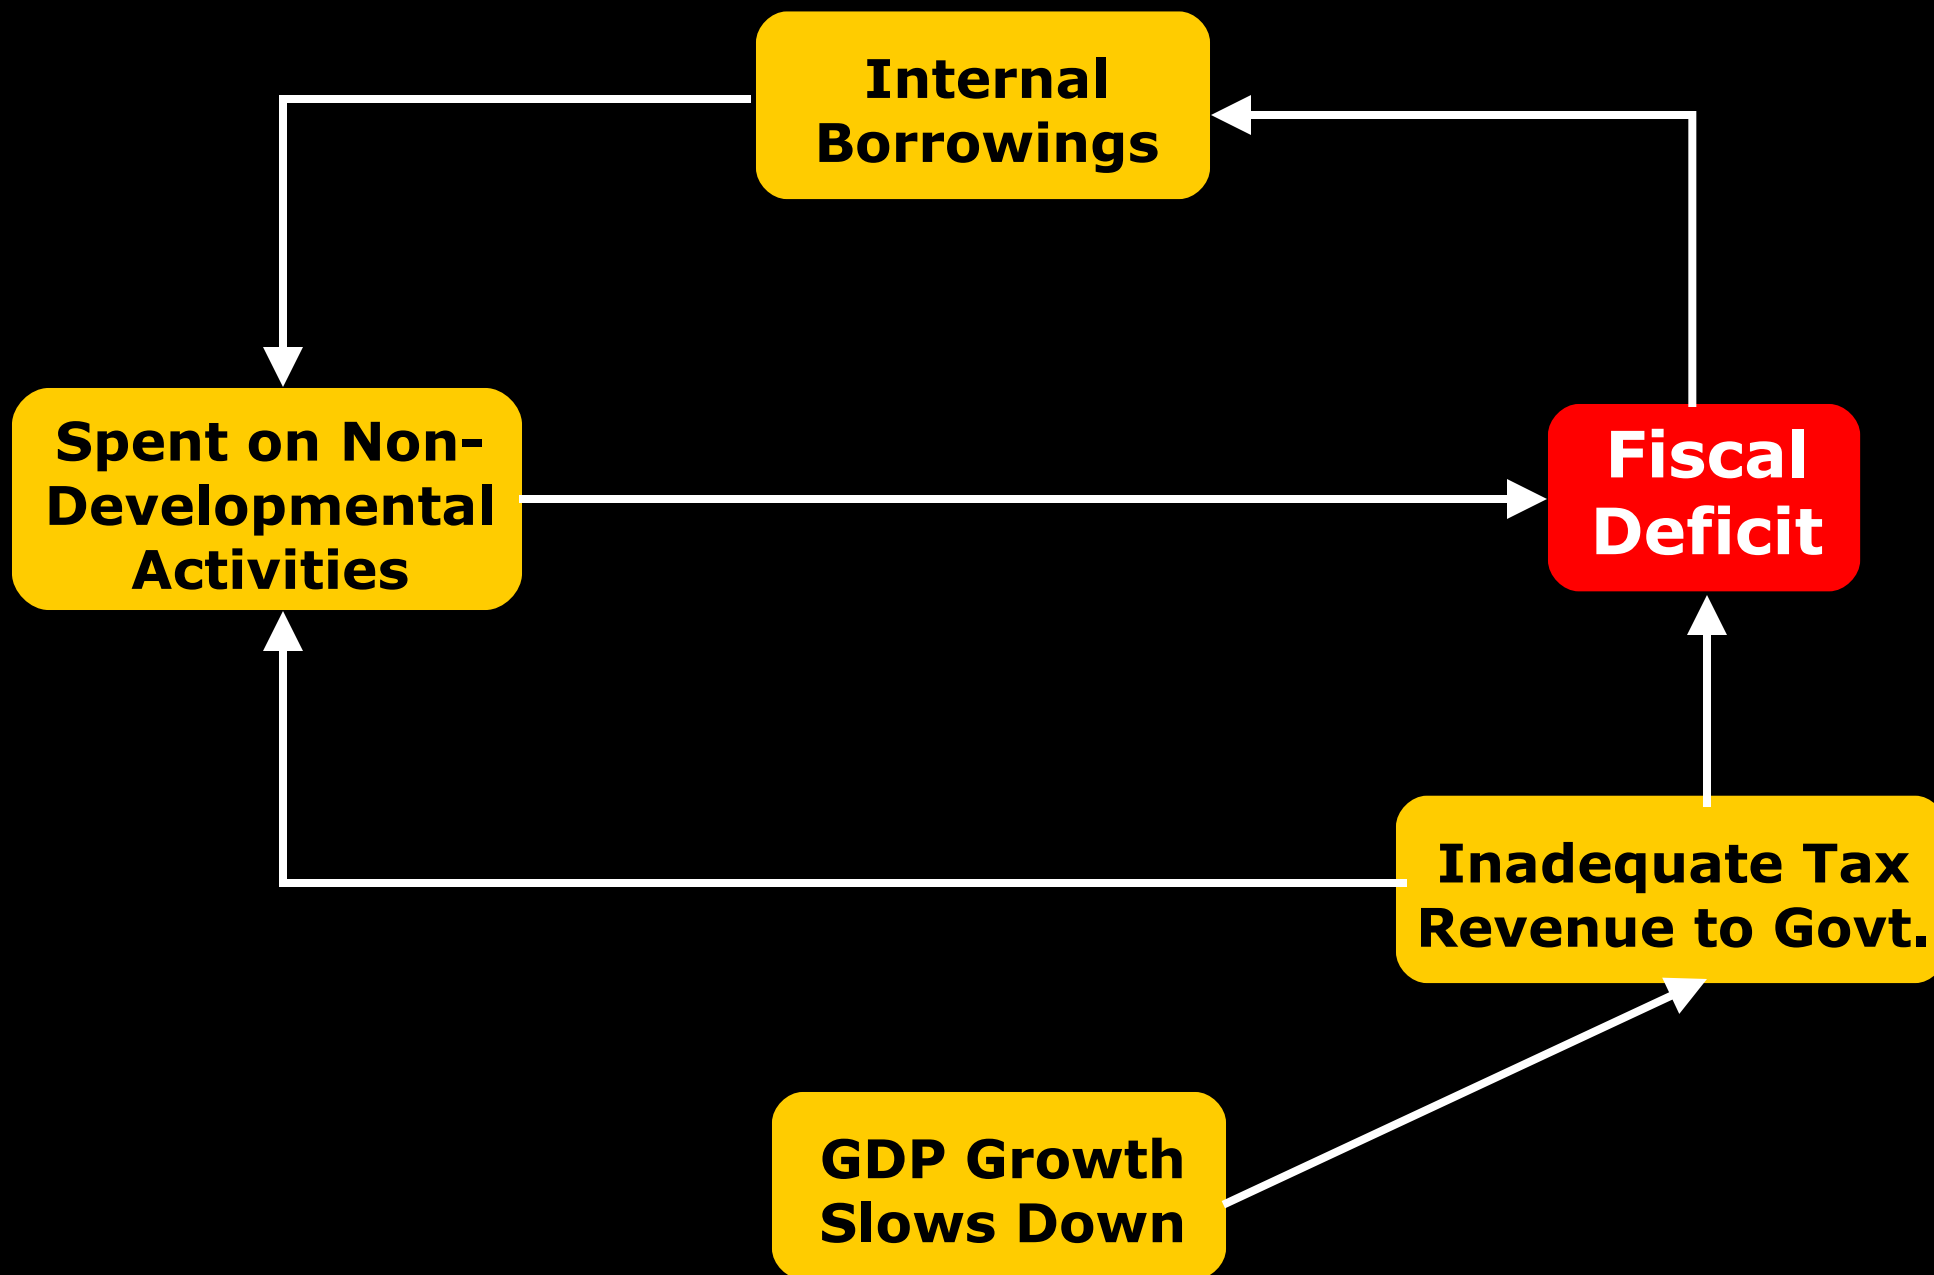 Internal
Borrowings
Spent on Non-
Developmental
Activities
Fiscal
Deficit
Inadequate Tax
Revenue to Govt.
GDP Growth
Slows Down